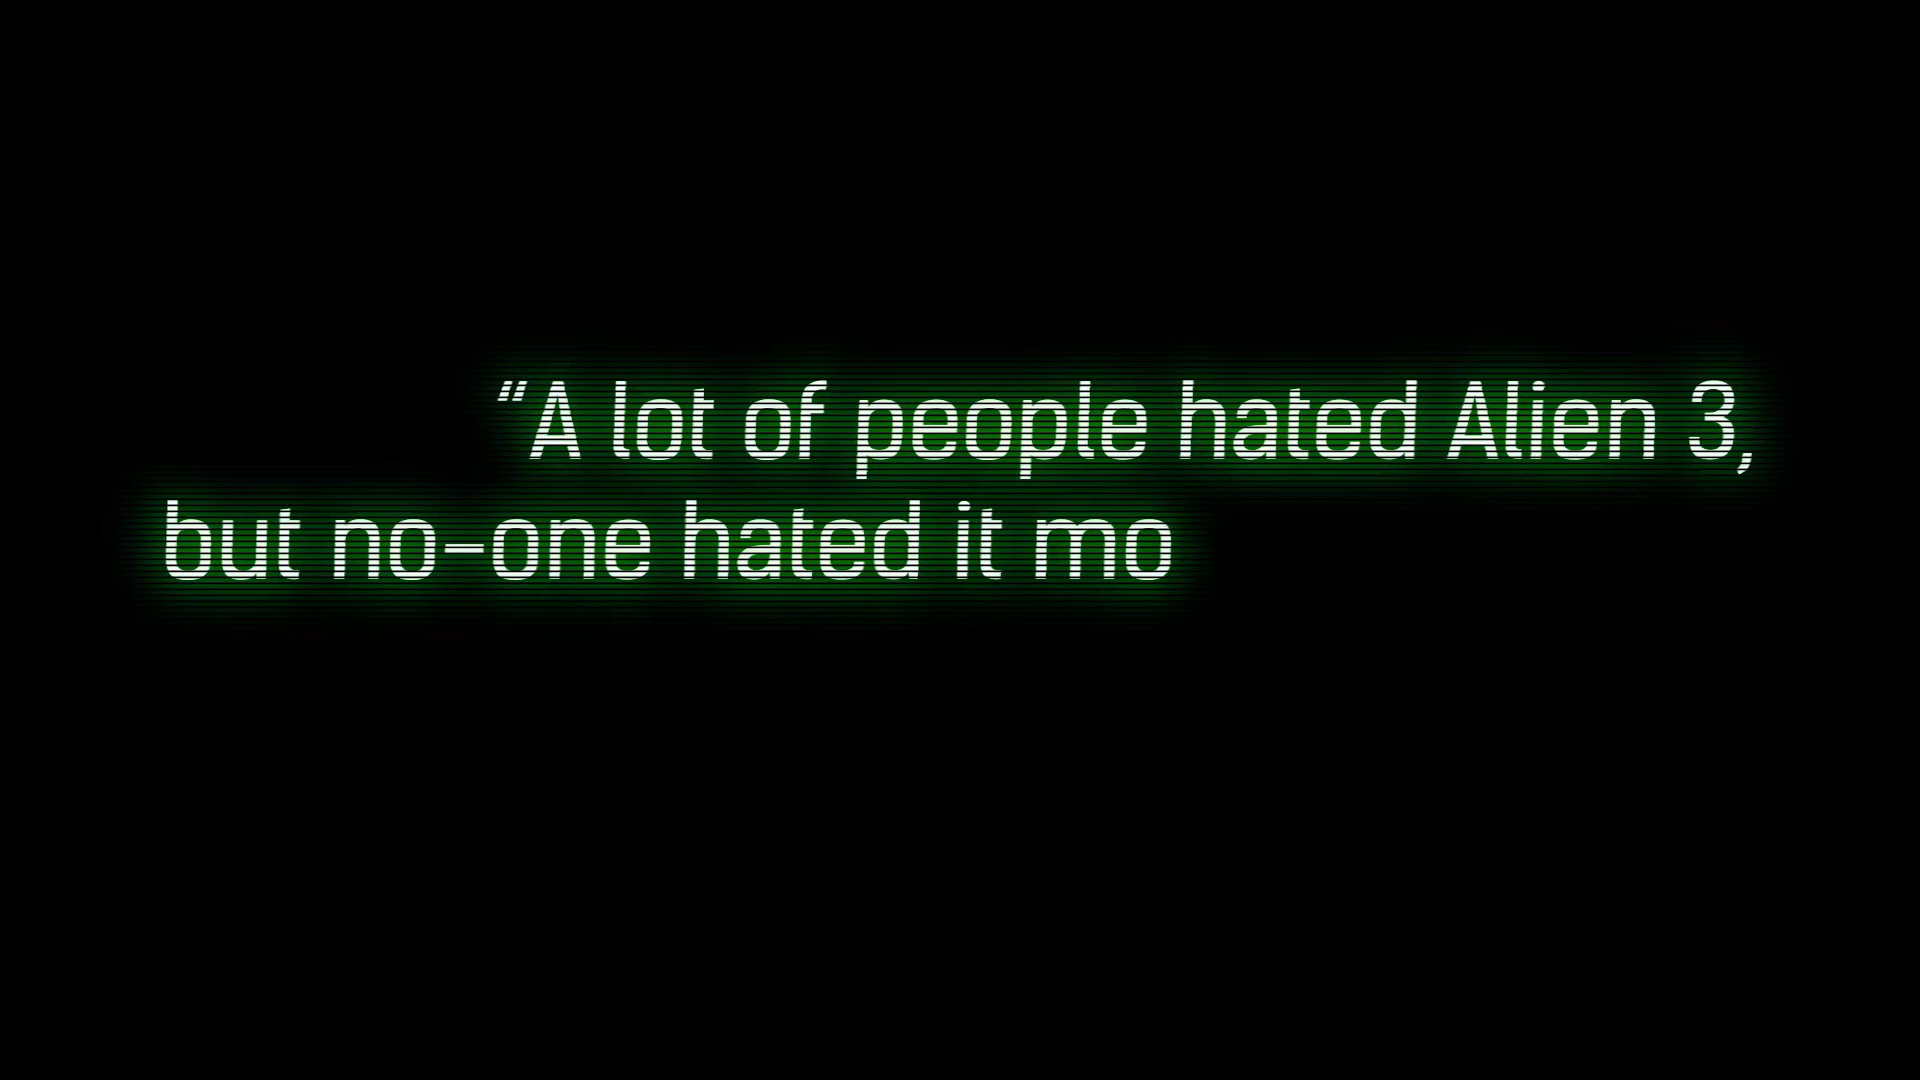 “A lot of people hated Alien 3,
but no-one hated it mo